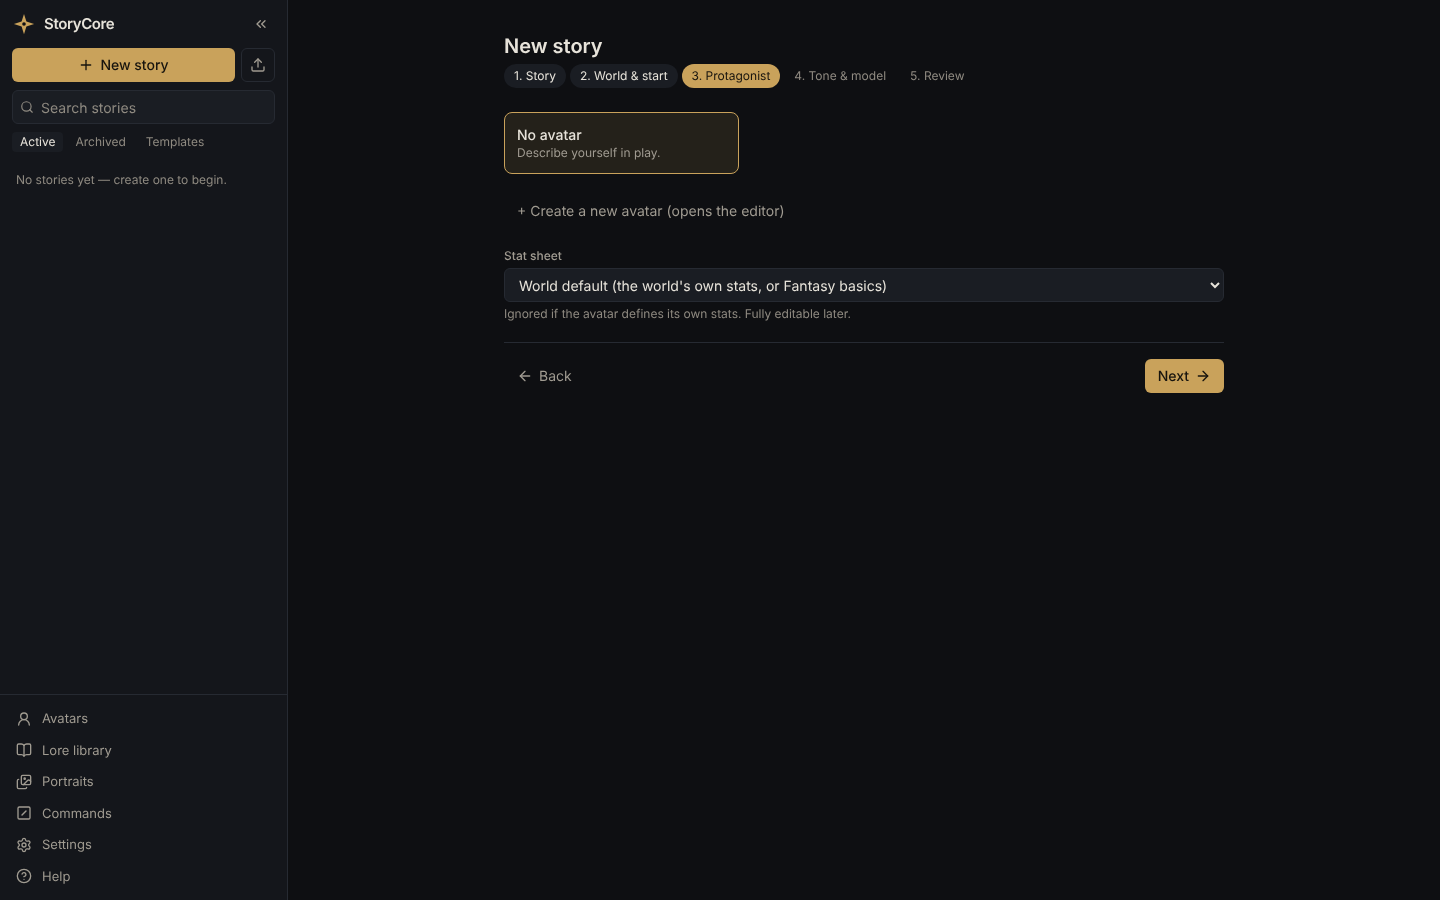 StoryCore
New story
Search stories
Active
Archived
Templates
No stories yet — create one to begin.
Avatars
Lore library
Portraits
Commands
Settings
Help
New story
1. Story
2. World & start
3. Protagonist
4. Tone & model
5. Review
No avatar
Describe yourself in play.
+ Create a new avatar (opens the editor)
Stat sheet
World default (the world's own stats, or Fantasy basics)
Ignored if the avatar defines its own stats. Fully editable later.
Back
Next